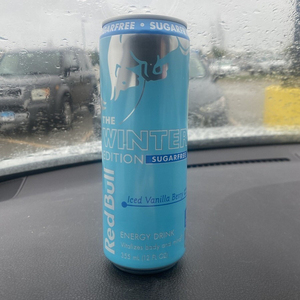 SUGARFREE • SUGARFREE
THE
WINTER
EDITION SUGARFREE
Iced Vanilla Berry
Red Bull
ENERGY DRINK